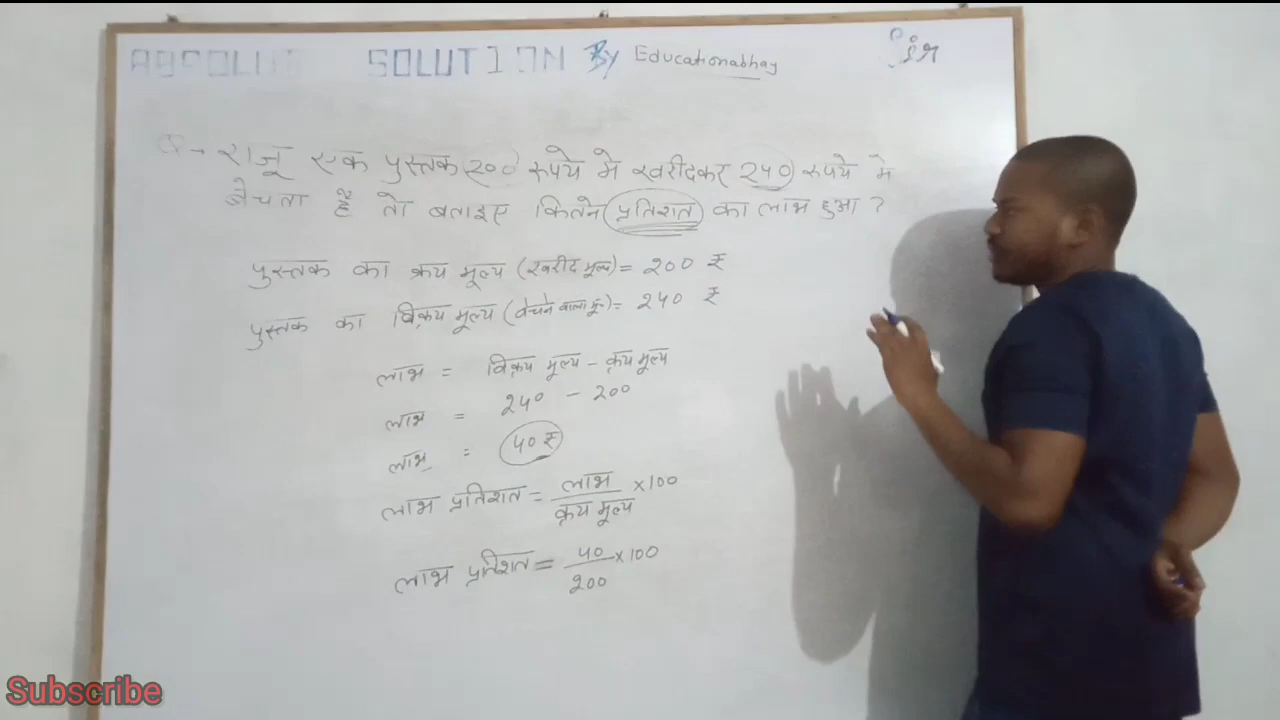 ABSOLUTE SOLUTION By Educationabhay
Sir
Q→ राजू एक पुस्तक 200 रूपये मे खरीदकर 240 रूपये मे
बेचता है तो बताइए कितने प्रतिशत का लाभ हुआ ?
पुस्तक का क्रय मूल्य (खरीद मूल्य) = 200 ₹
पुस्तक का विक्रय मूल्य (बेचने वाला मू०) = 240 ₹
लाभ = विक्रय मूल्य - क्रय मूल्य
लाभ = 240 - 200
लाभ = 40 ₹
लाभ प्रतिशत = लाभ/क्रय मूल्य ×100
लाभ प्रतिशत = 40/200 ×100
Subscribe